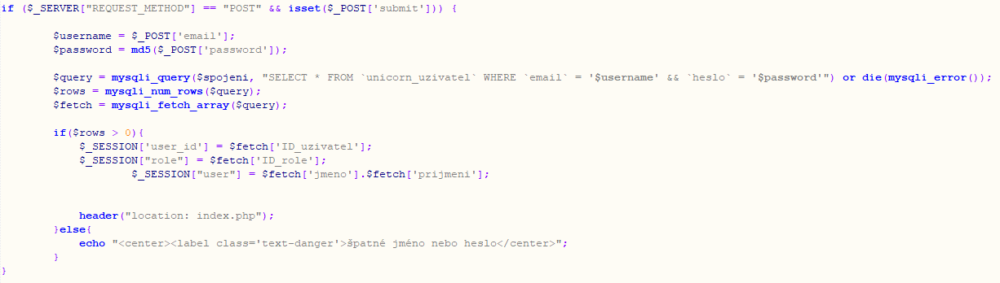 if ($_SERVER["REQUEST_METHOD"] == "POST" && isset($_POST['submit'])) {
$username = $_POST['email'];
$password = md5($_POST['password']);
$query = mysqli_query($spojeni, "SELECT * FROM `unicorn_uzivatel` WHERE `email` = '$username' && `heslo` = '$password'") or die(mysqli_error());
$rows = mysqli_num_rows($query);
$fetch = mysqli_fetch_array($query);
if($rows > 0){
$_SESSION['user_id'] = $fetch['ID_uzivatel'];
$_SESSION["role"] = $fetch['ID_role'];
$_SESSION["user"] = $fetch['jmeno'].$fetch['prijmeni'];
header("location: index.php");
}else{
echo "<center><label class='text-danger'>špatné jméno nebo heslo</center>";
}
}